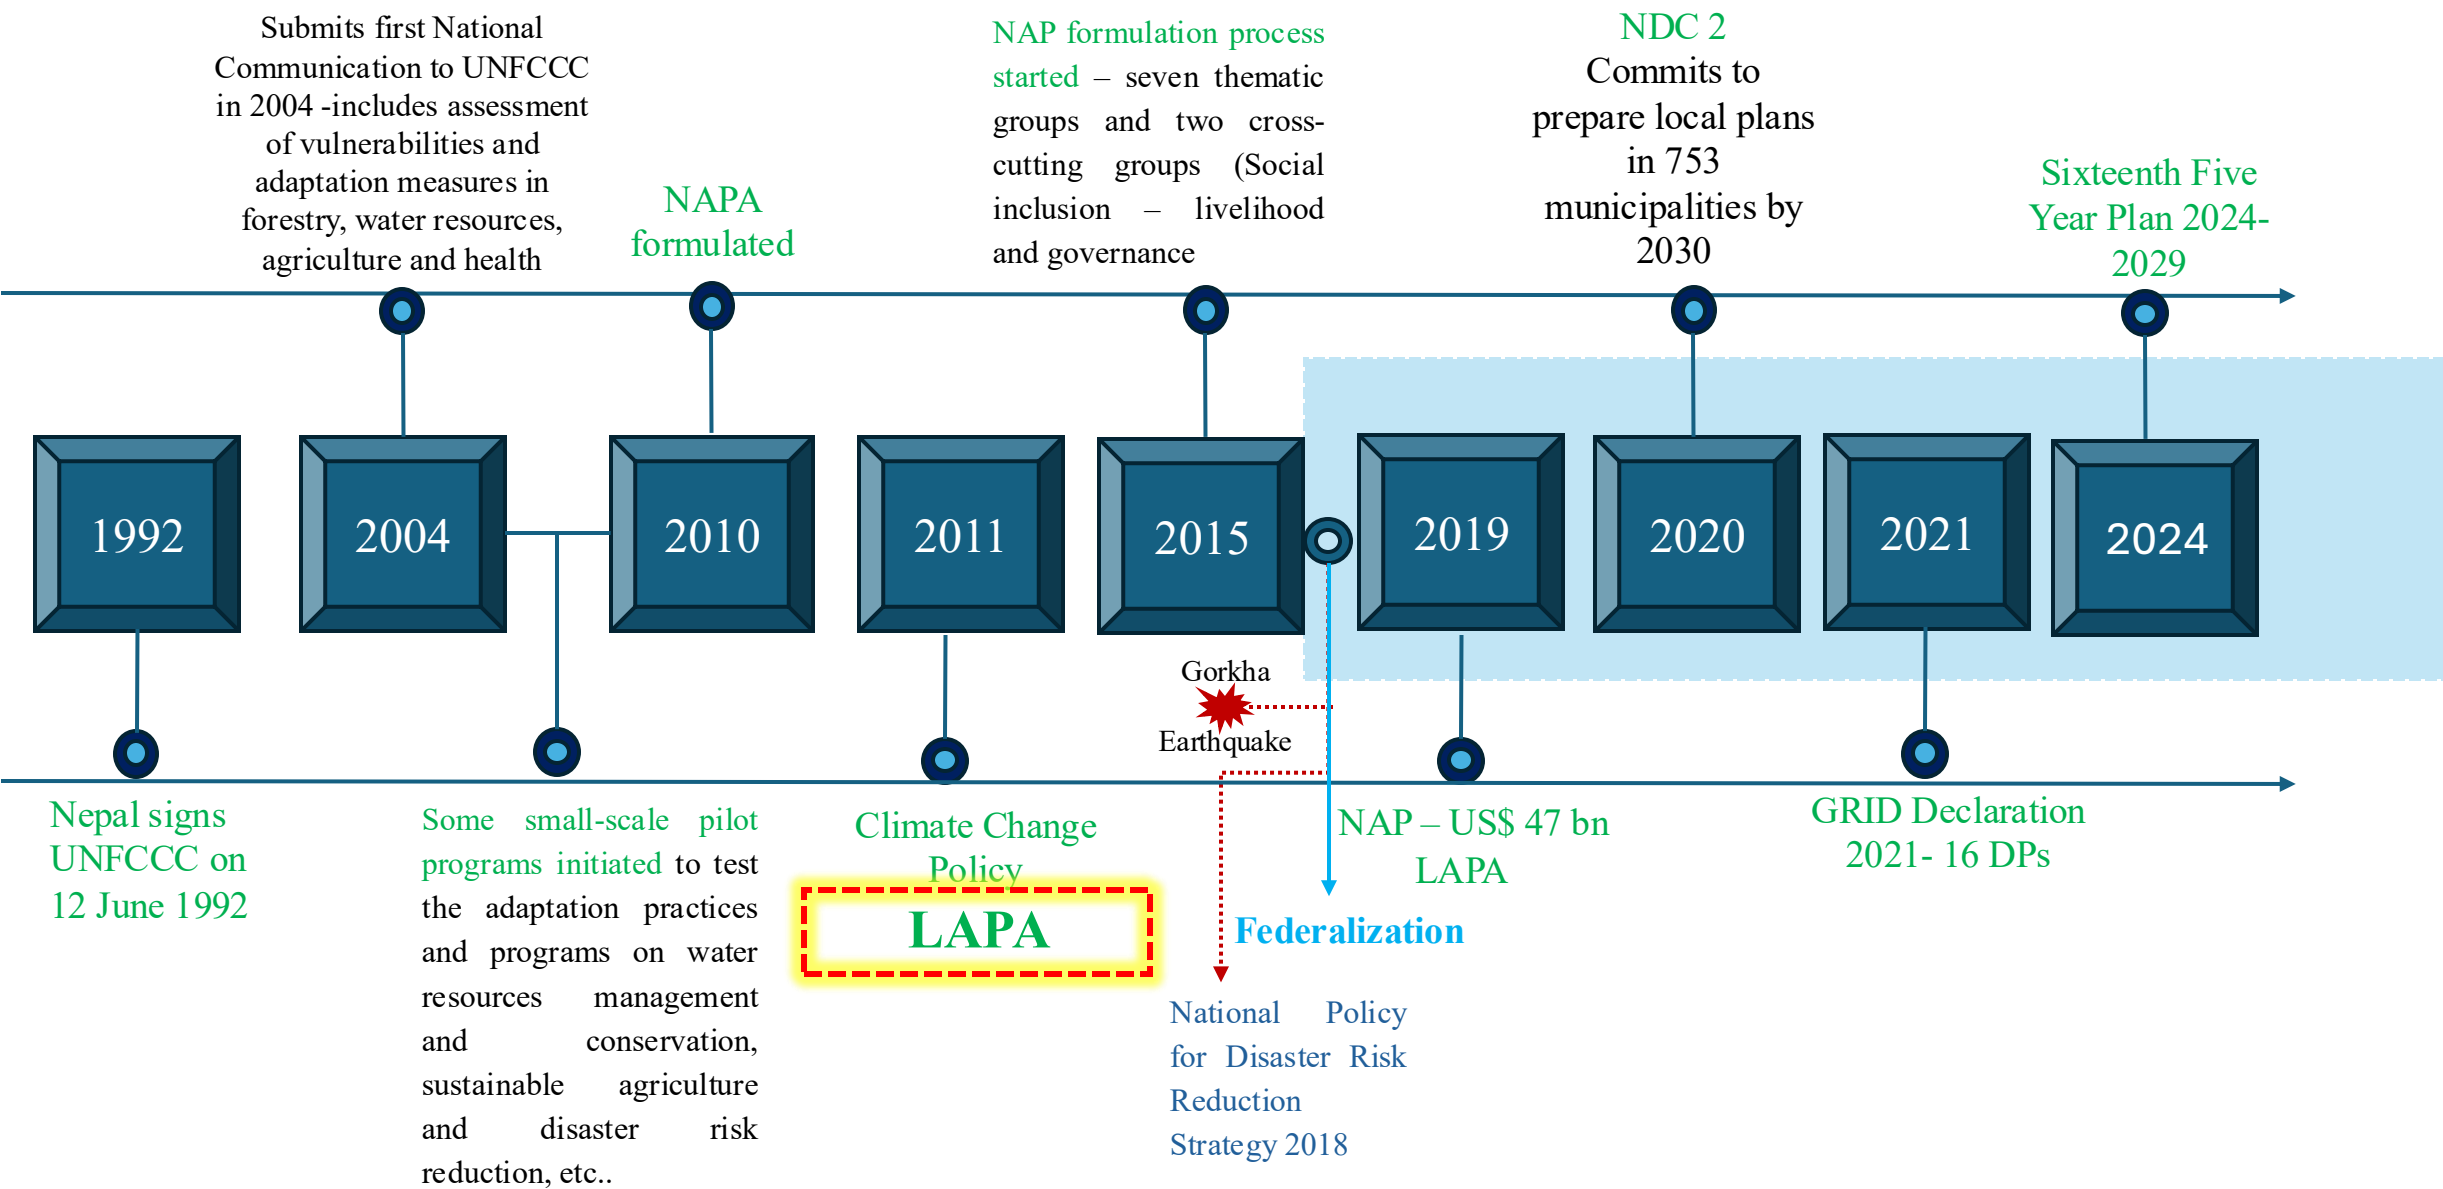 Submits first National
Communication to UNFCCC
in 2004 -includes assessment
of vulnerabilities and
adaptation measures in
forestry, water resources,
agriculture and health
NAPA
formulated
NAP formulation process
started – seven thematic
groups and two cross-
cutting groups (Social
inclusion – livelihood
and governance
NDC 2
Commits to
prepare local plans
in 753
municipalities by
2030
Sixteenth Five
Year Plan 2024-
2029
1992
2004
2010
2011
2015
2019
2020
2021
2024
Gorkha
Earthquake
Nepal signs
UNFCCC on
12 June 1992
Some small-scale pilot
programs initiated to test
the adaptation practices
and programs on water
resources management
and conservation,
sustainable agriculture
and disaster risk
reduction, etc..
Climate Change
Policy
LAPA
Federalization
National Policy
for Disaster Risk
Reduction
Strategy 2018
NAP – US$ 47 bn
LAPA
GRID Declaration
2021- 16 DPs